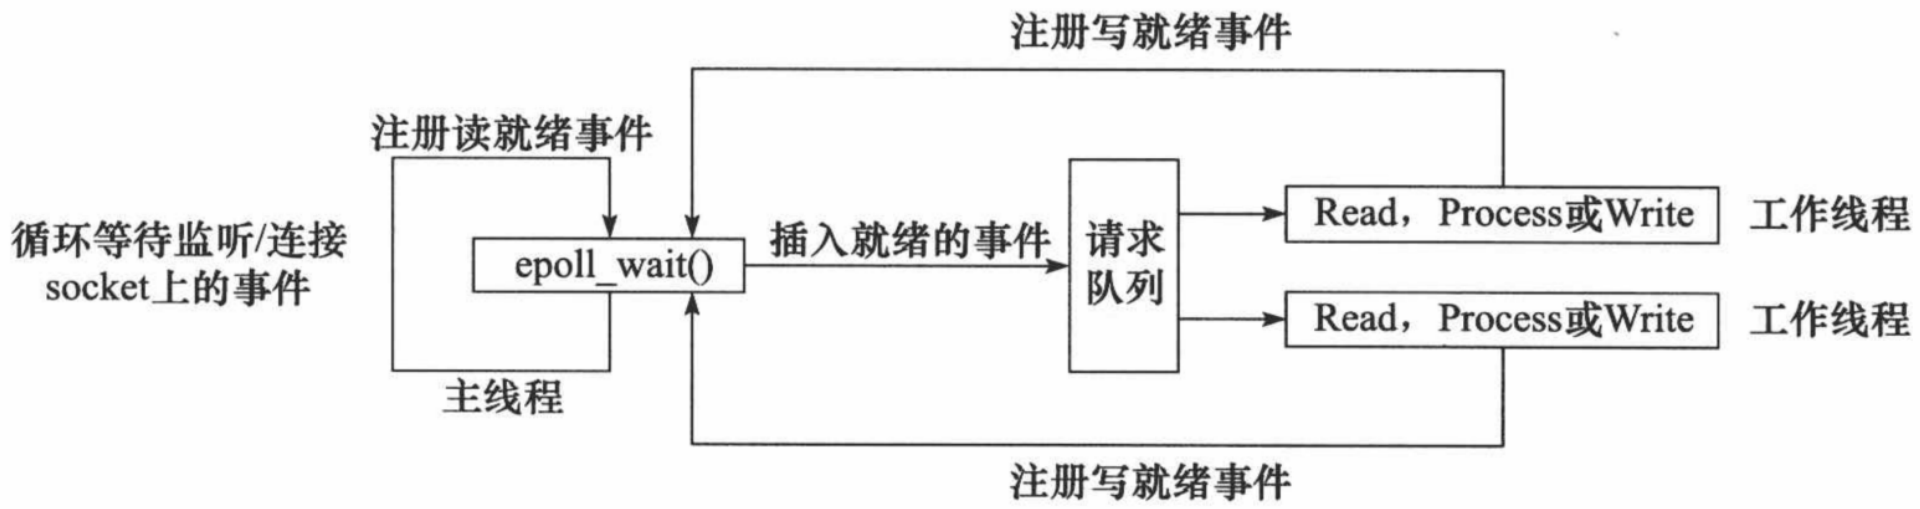 注册写就绪事件
注册读就绪事件
循环等待监听/连接
socket上的事件
epoll_wait()
插入就绪的事件
请求
队列
Read，Process或Write
工作线程
Read，Process或Write
工作线程
主线程
注册写就绪事件